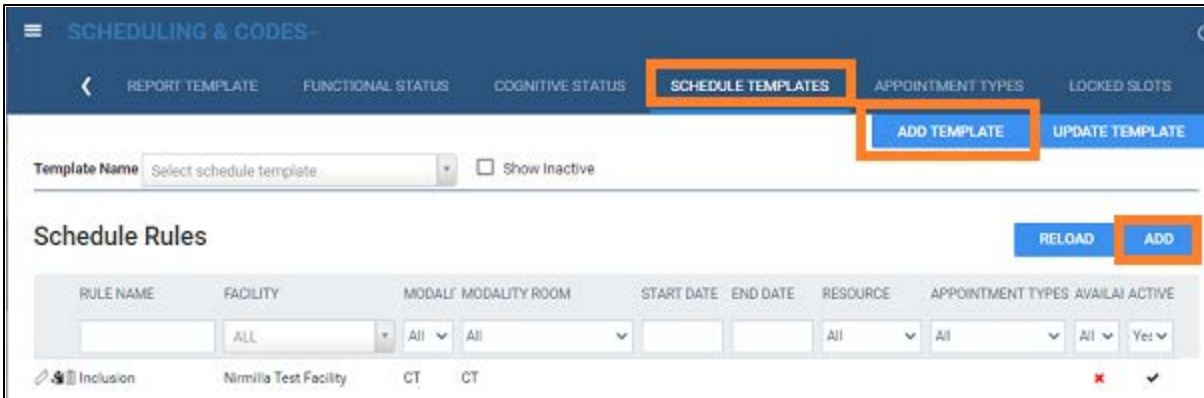 SCHEDULING & CODES-
REPORT TEMPLATE FUNCTIONAL STATUS COGNITIVE STATUS SCHEDULE TEMPLATES APPOINTMENT TYPES LOCKED SLOTS
ADD TEMPLATE UPDATE TEMPLATE
Template Name Select schedule template Show Inactive
Schedule Rules RELOAD ADD
RULE NAME FACILITY MODALI MODALITY ROOM START DATE END DATE RESOURCE APPOINTMENT TYPES AVAILAI ACTIVE
ALL All All All All All Yes
Inclusion Nirmilla Test Facility CT CT